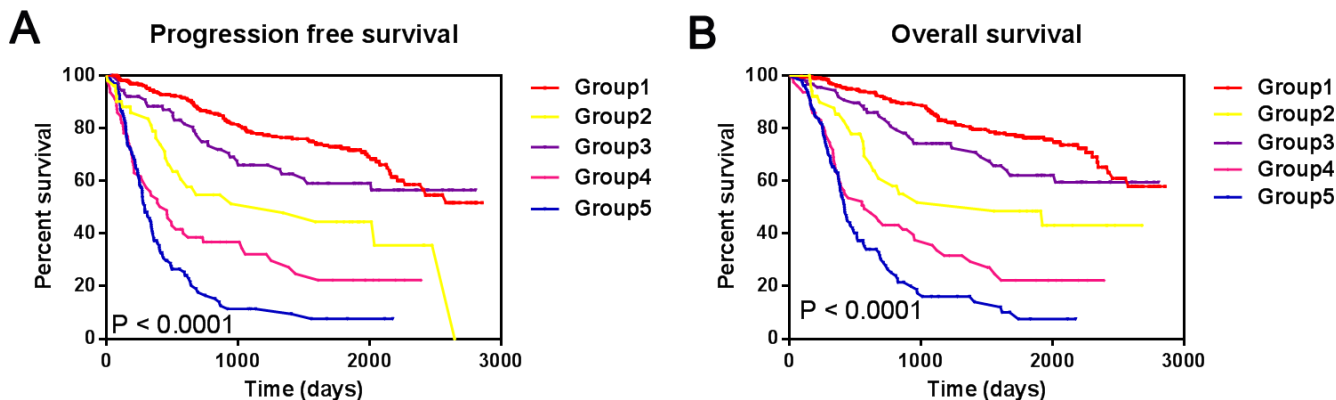 A
Progression free survival
Percent survival
100
80
60
40
20
0
P < 0.0001
0
1000
2000
3000
Time (days)
Group1
Group2
Group3
Group4
Group5
B
Overall survival
Percent survival
100
80
60
40
20
0
P < 0.0001
0
1000
2000
3000
Time (days)
Group1
Group2
Group3
Group4
Group5